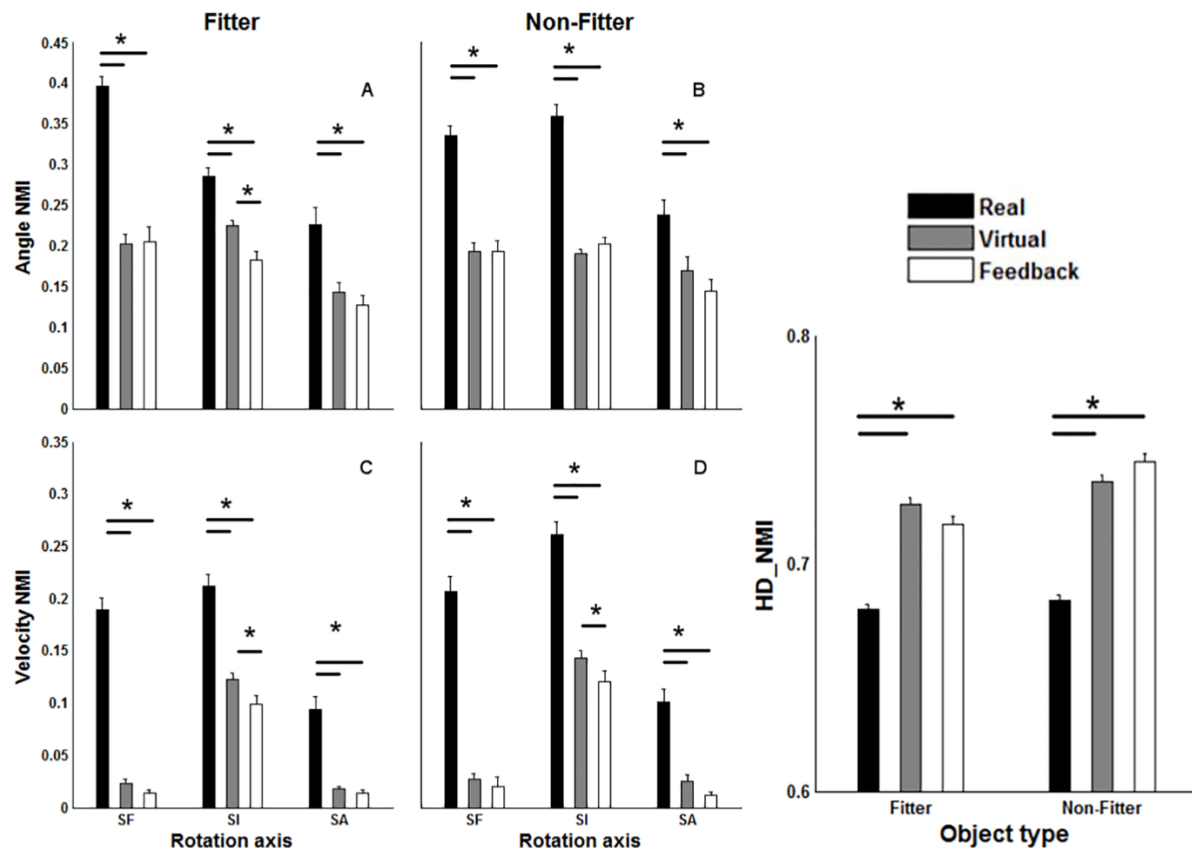 Fitter
Non-Fitter
Angle NMI
0.45
0.4
0.35
0.3
0.25
0.2
0.15
0.1
0.05
0
A
*
*
*
*
B
*
*
*
Real
Virtual
Feedback
Velocity NMI
0.35
0.3
0.25
0.2
0.15
0.1
0.05
0
C
*
*
*
*
D
*
*
*
*
SF SI SA
SF SI SA
Rotation axis
Rotation axis
HD_NMI
0.8
0.7
0.6
*
*
Fitter Non-Fitter
Object type